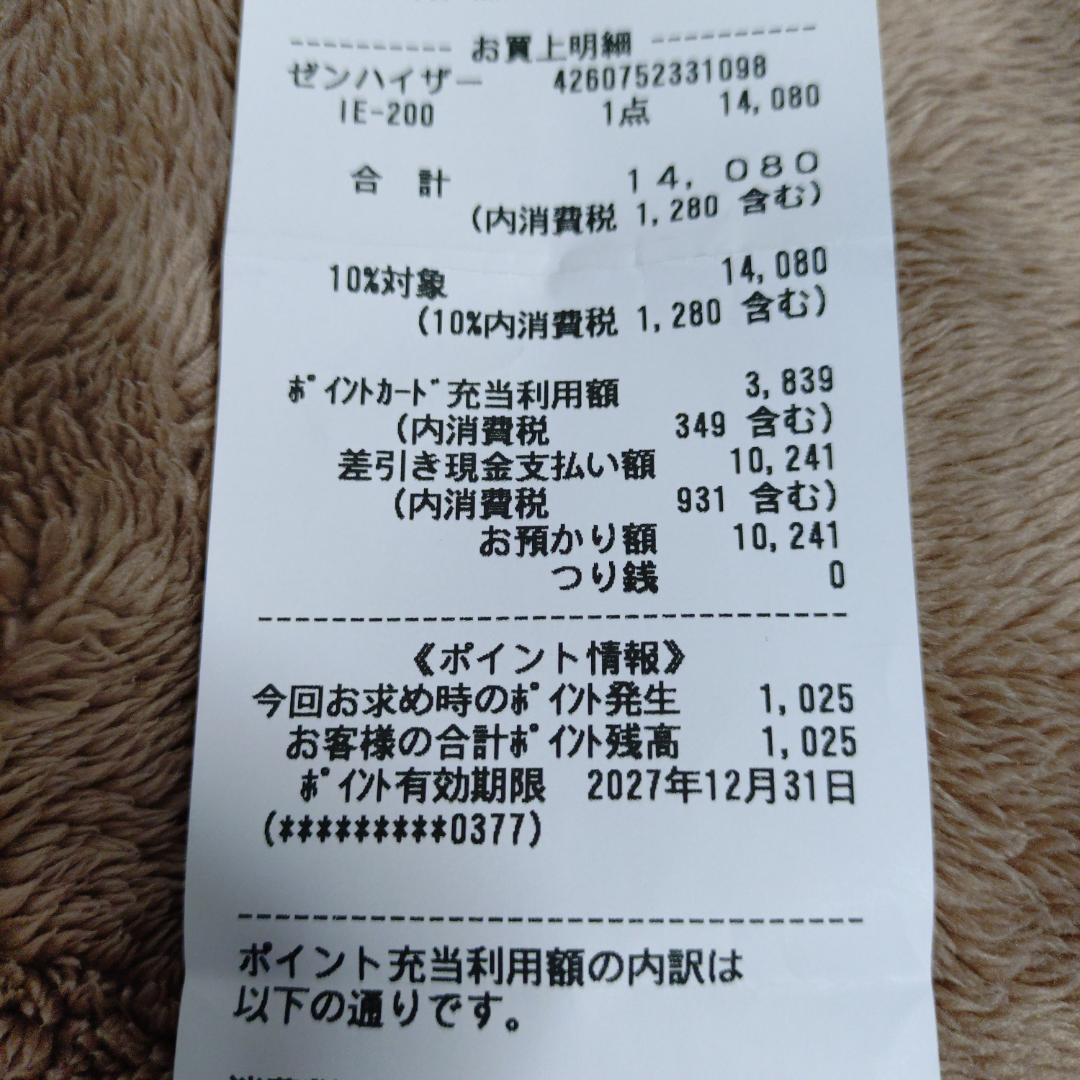 ---------- お買上明細 ----------
ゼンハイザー 4260752331098
IE-200 1点 14,080
合 計 １４，０８０
(内消費税 1,280 含む)
10%対象 14,080
(10%内消費税 1,280 含む)
ﾎﾟｲﾝﾄｶｰﾄﾞ充当利用額 3,839
(内消費税 349 含む)
差引き現金支払い額 10,241
(内消費税 931 含む)
お預かり額 10,241
つり銭 0
--------------------------------
《ポイント情報》
今回お求め時のﾎﾟｲﾝﾄ発生 1,025
お客様の合計ﾎﾟｲﾝﾄ残高 1,025
ﾎﾟｲﾝﾄ有効期限 2027年12月31日
(*********0377)
--------------------------------
ポイント充当利用額の内訳は
以下の通りです。